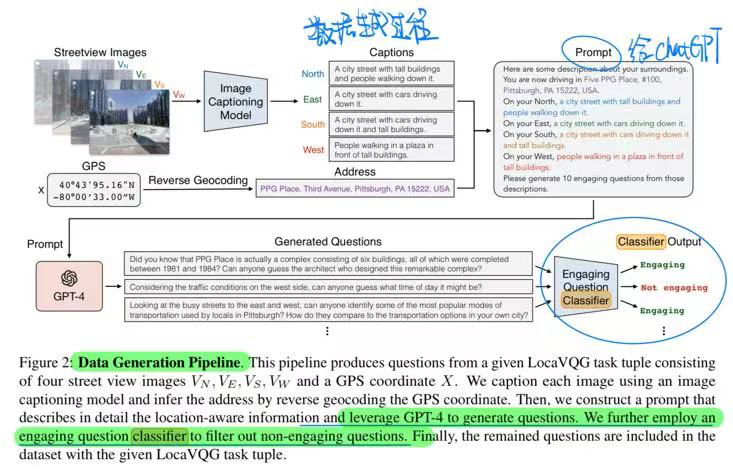 数据生成过程
Streetview Images
V_N
V_E
V_S
V_W
Image
Captioning
Model
Captions
North
A city street with tall buildings
and people walking down it.
East
A city street with cars driving
down it.
South
A city street with cars driving
down it and tall buildings.
West
People walking in a plaza in
front of tall buildings.
Prompt
给chatGPT
Here are some description about your surroundings.
You are now driving in Five PPG Place, #100,
Pittsburgh, PA 15222, USA.
On your North, a city street with tall buildings and
people walking down it.
On your East, a city street with cars driving down it.
On your South, a city street with cars driving down it
and tall buildings.
On your West, people walking in a plaza in front of
tall buildings.
Please generate 10 engaging questions from those
descriptions.
GPS
X
40°43'95.16"N
-80°00'33.00"W
Reverse Geocoding
Address
PPG Place, Third Avenue, Pittsburgh, PA 15222, USA
Prompt
GPT-4
Generated Questions
Did you know that PPG Place is actually a complex consisting of six buildings, all of which were completed
between 1981 and 1984? Can anyone guess the architect who designed this remarkable complex?
Considering the traffic conditions on the west side, can anyone guess what time of day it might be?
Looking at the busy streets to the east and west, can anyone identify some of the most popular modes of
transportation used by locals in Pittsburgh? How do they compare to the transportation options in your own city?
Engaging
Question
Classifier
Classifier Output
Engaging
Not engaging
Engaging
Figure 2: Data Generation Pipeline. This pipeline produces questions from a given LocaVQG task tuple consisting
of four street view images V_N, V_E, V_S, V_W and a GPS coordinate X. We caption each image using an image
captioning model and infer the address by reverse geocoding the GPS coordinate. Then, we construct a prompt that
describes in detail the location-aware information and leverage GPT-4 to generate questions. We further employ an
engaging question classifier to filter out non-engaging questions. Finally, the remained questions are included in the
dataset with the given LocaVQG task tuple.